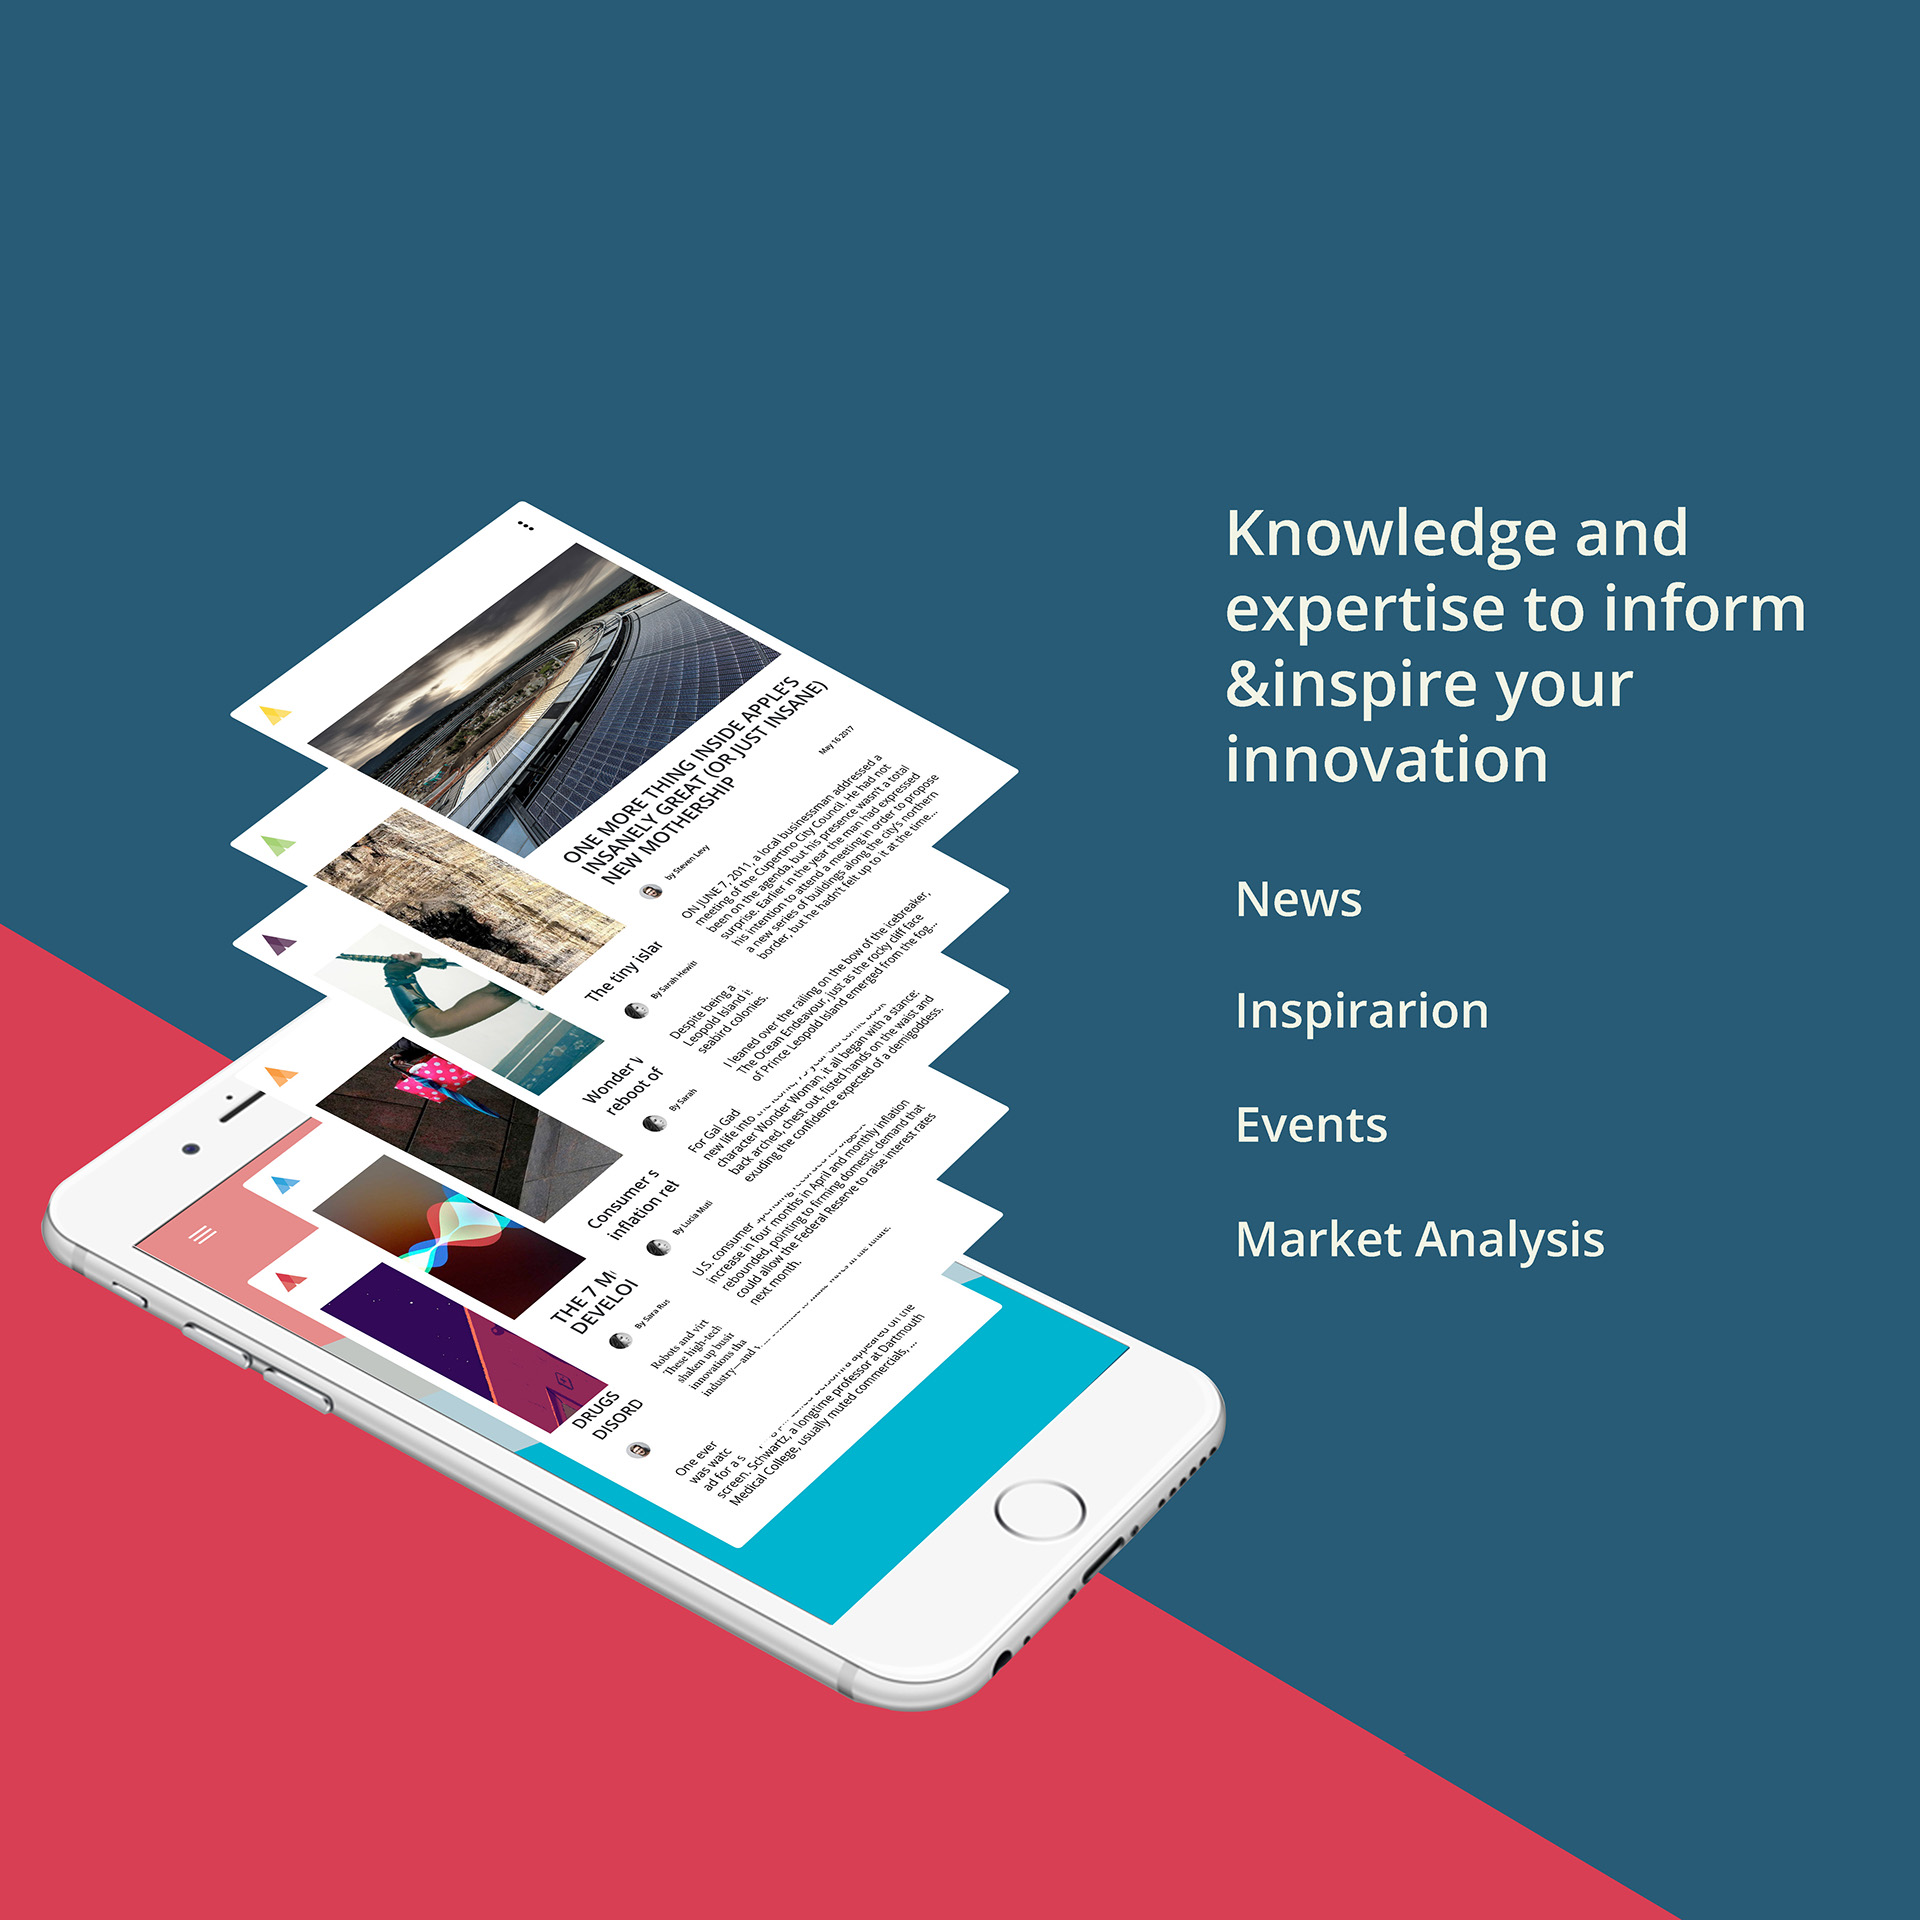 Knowledge and
expertise to inform
&inspire your
innovation
News
Inspirarion
Events
Market Analysis
ONE MORE THING INSIDE APPLE'S
INSANELY GREAT (OR JUST INSANE)
NEW MOTHERSHIP
by Steven Levy
May 16 2017
ON JUNE 7, 2011, a local businessman addressed a
meeting of the Cupertino City Council. He had not
been on the agenda, but his presence wasn't a total
surprise. Earlier in the year the man had expressed
his intention to attend a meeting in order to propose
a new series of buildings along the city's northern
border, but he hadn't felt up to it at the time...
The tiny
By Sarah Hewitt
Despite being a
Leopold Island
seabird colonies.
I leaned over the railing on the bow of the icebreaker,
The Ocean Endeavour, just as the rocky cliff face
of Prince Leopold Island emerged from the fog...
Wonder
reboot of
By Sarah
For Gal Gad
new life into
character Wonder Woman, it all began with a stance:
back arched, chest out, fisted hands on the waist and
exuding the confidence expected of a demigoddess.
Consumer s
inflation
By Lucia Muti
U.S. consumer
increase in four months in April and monthly inflation
rebounded, pointing to firming domestic demand that
could allow the Federal Reserve to raise interest rates
next month.
THE 7
DEVELO
By Sara Rus
Robots and virt
These high-tech
shaken up busi
innovations tha
industry—and
DRUGS
DISORD
One ever
was watc
ad for a s
screen. Schwartz, a longtime professor at Dartmouth
Medical College, usually muted commercials, ...